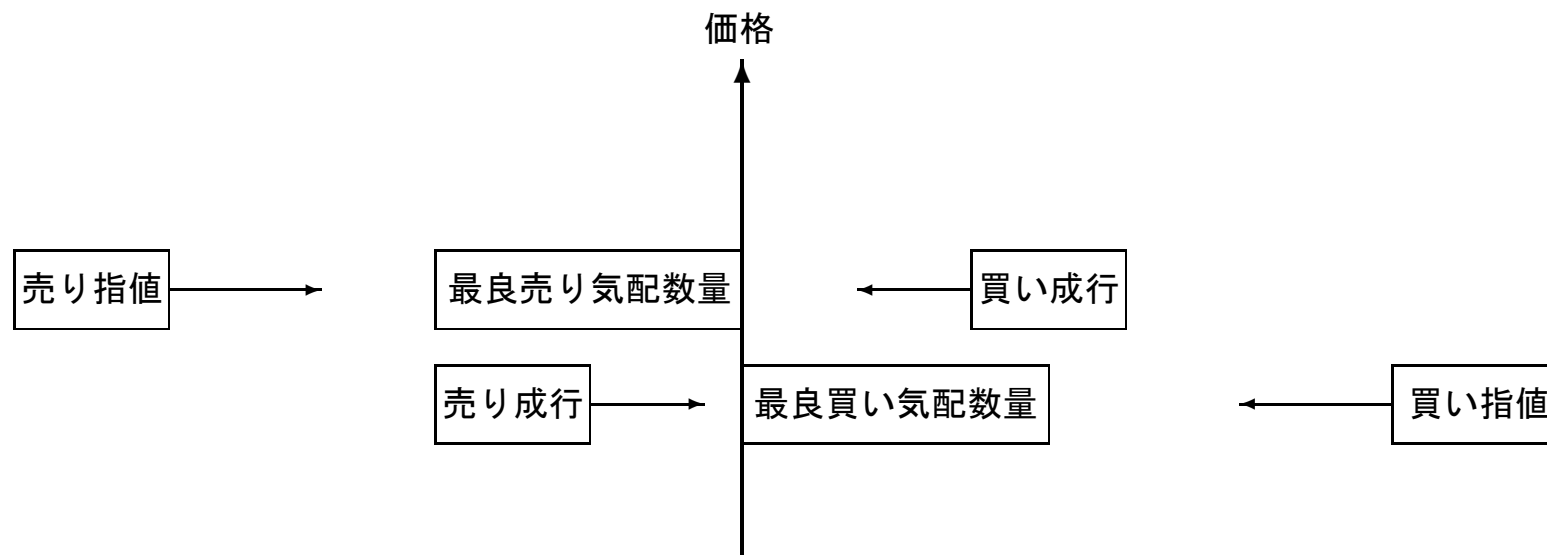 価格
売り指値
最良売り気配数量
買い成行
売り成行
最良買い気配数量
買い指値